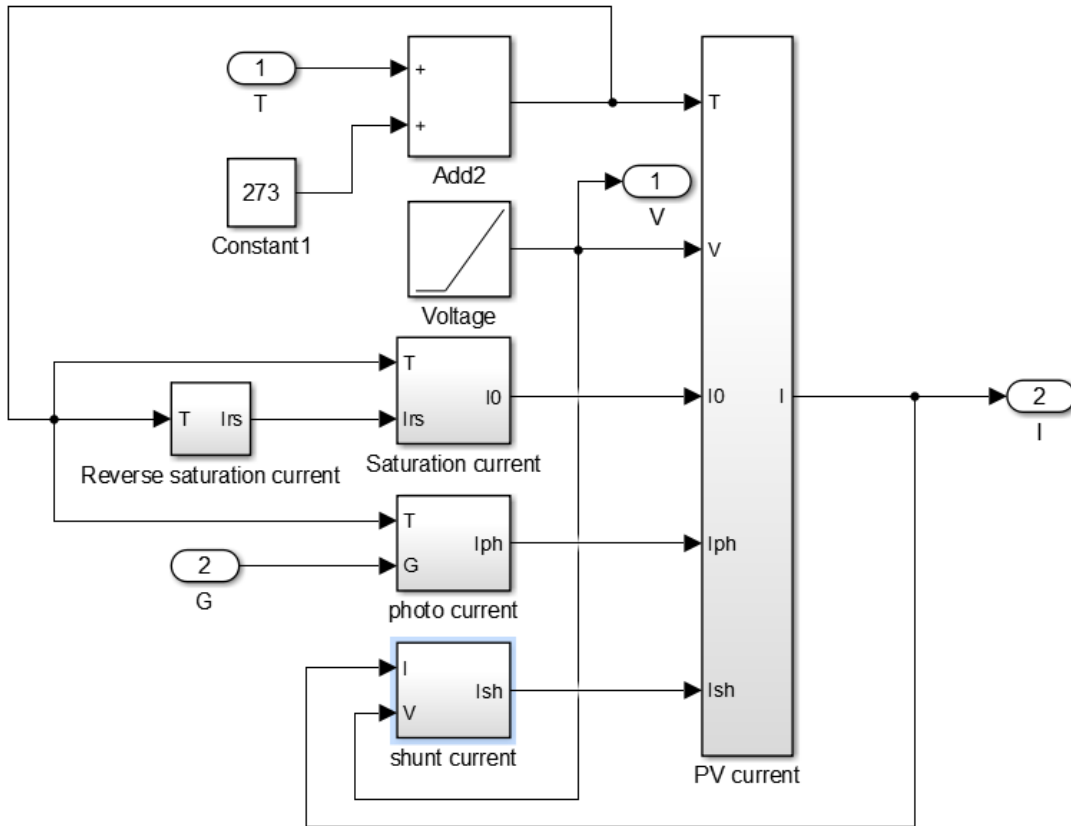 1
T
+
+
Add2
273
Constant1
Voltage
1
V
T
V
I0
Iph
Ish
I
PV current
2
I
T
Irs
I0
Saturation current
T
Irs
Reverse saturation current
T
G
Iph
photo current
2
G
I
V
Ish
shunt current